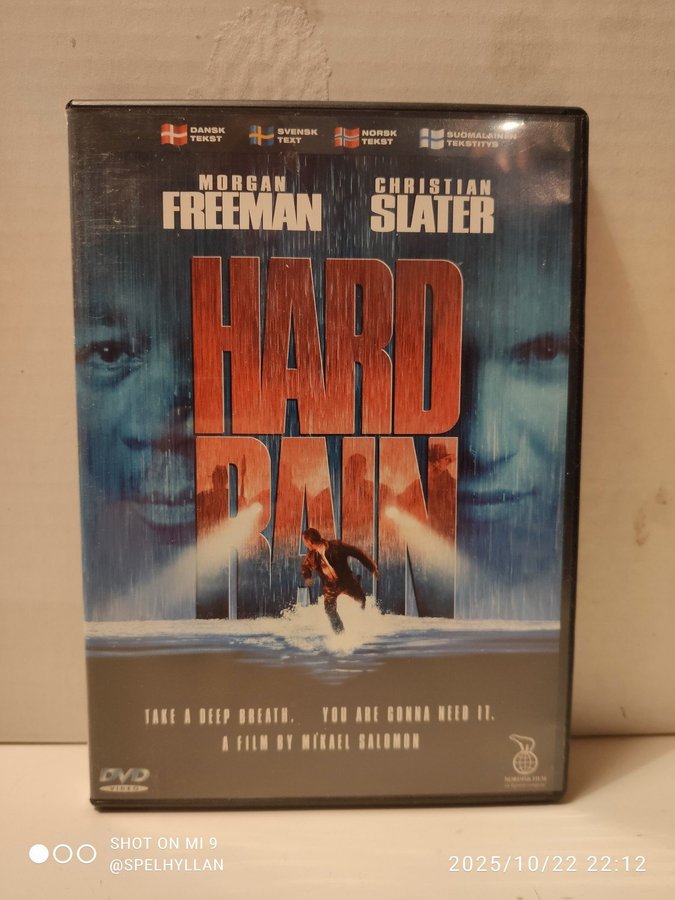 DANSK
TEKST
SVENSK
TEXT
NORSK
TEKST
SUOMALAINEN
TEKSTITYS
MORGAN
FREEMAN
CHRISTIAN
SLATER
HARD
RAIN
TAKE A DEEP BREATH. YOU ARE GONNA NEED IT.
A FILM BY MIKAEL SALOMON
DVD
VIDEO
NORDISK FILM
SHOT ON MI 9
@SPELHYLLAN
2025/10/22 22:12